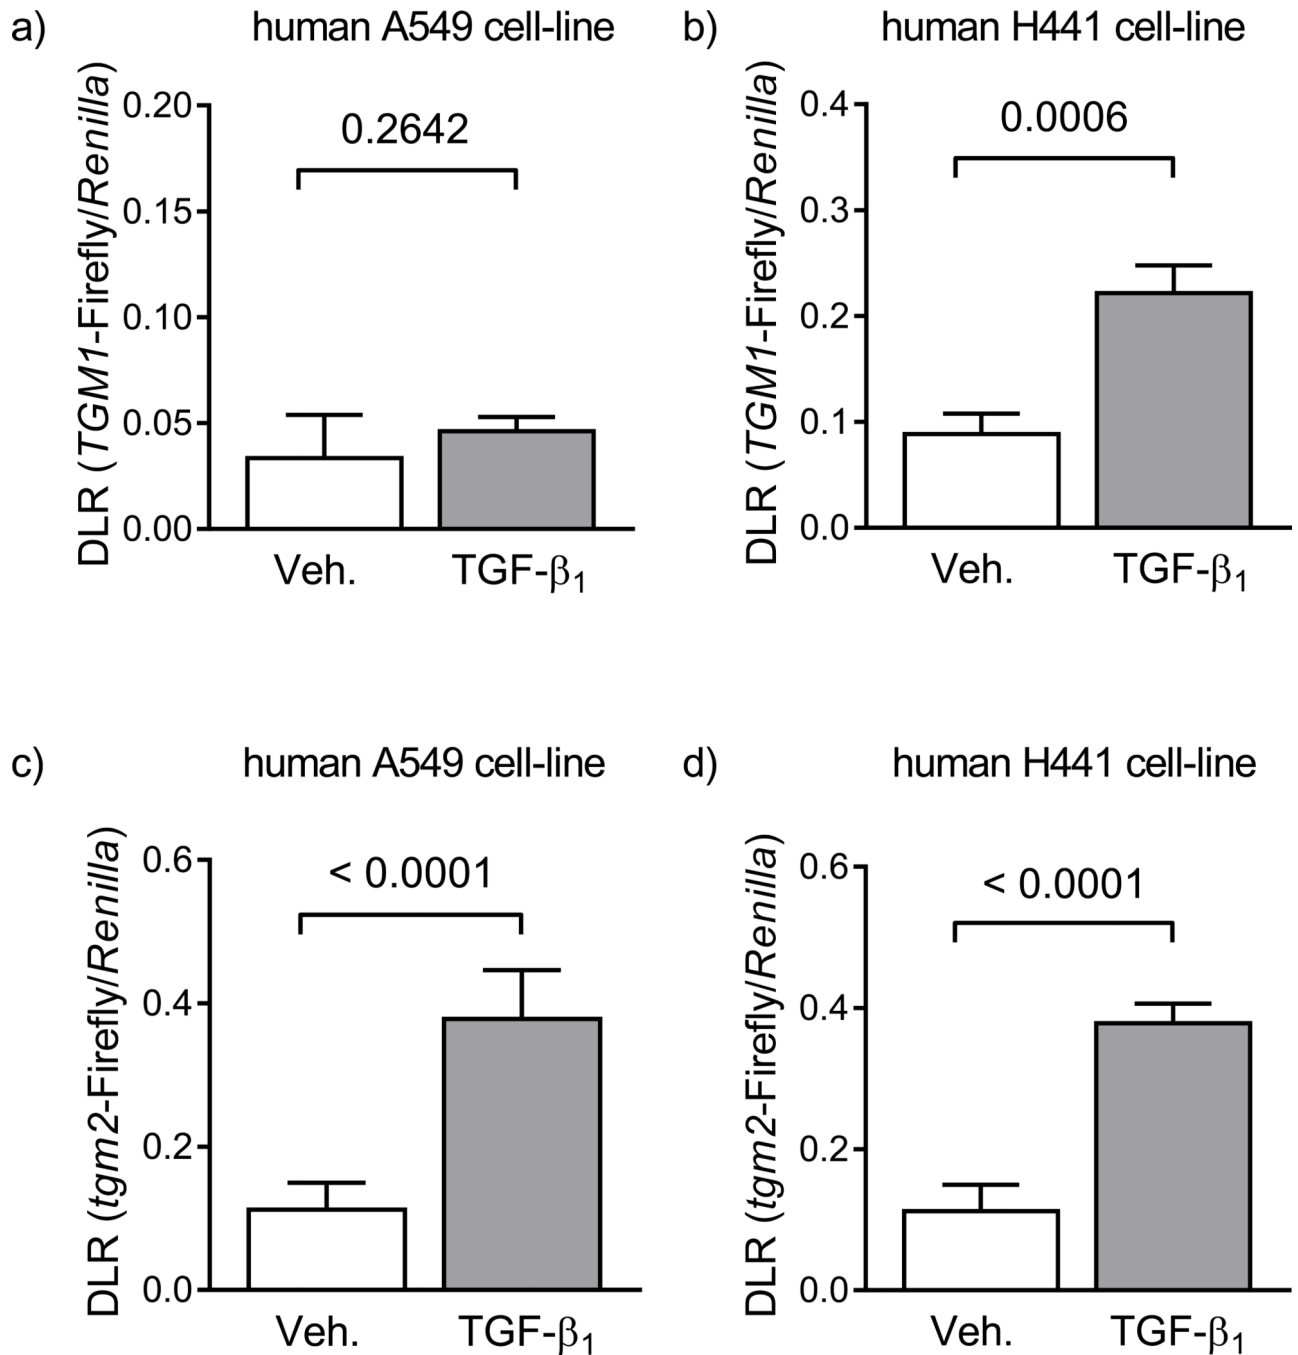 a) human A549 cell-line
DLR (TGM1-Firefly/Renilla)
0.20
0.15
0.10
0.05
0.00
0.2642
Veh. TGF-β1
b) human H441 cell-line
DLR (TGM1-Firefly/Renilla)
0.4
0.3
0.2
0.1
0.0
0.0006
Veh. TGF-β1
c) human A549 cell-line
DLR (tgm2-Firefly/Renilla)
0.6
0.4
0.2
0.0
< 0.0001
Veh. TGF-β1
d) human H441 cell-line
DLR (tgm2-Firefly/Renilla)
0.6
0.4
0.2
0.0
< 0.0001
Veh. TGF-β1